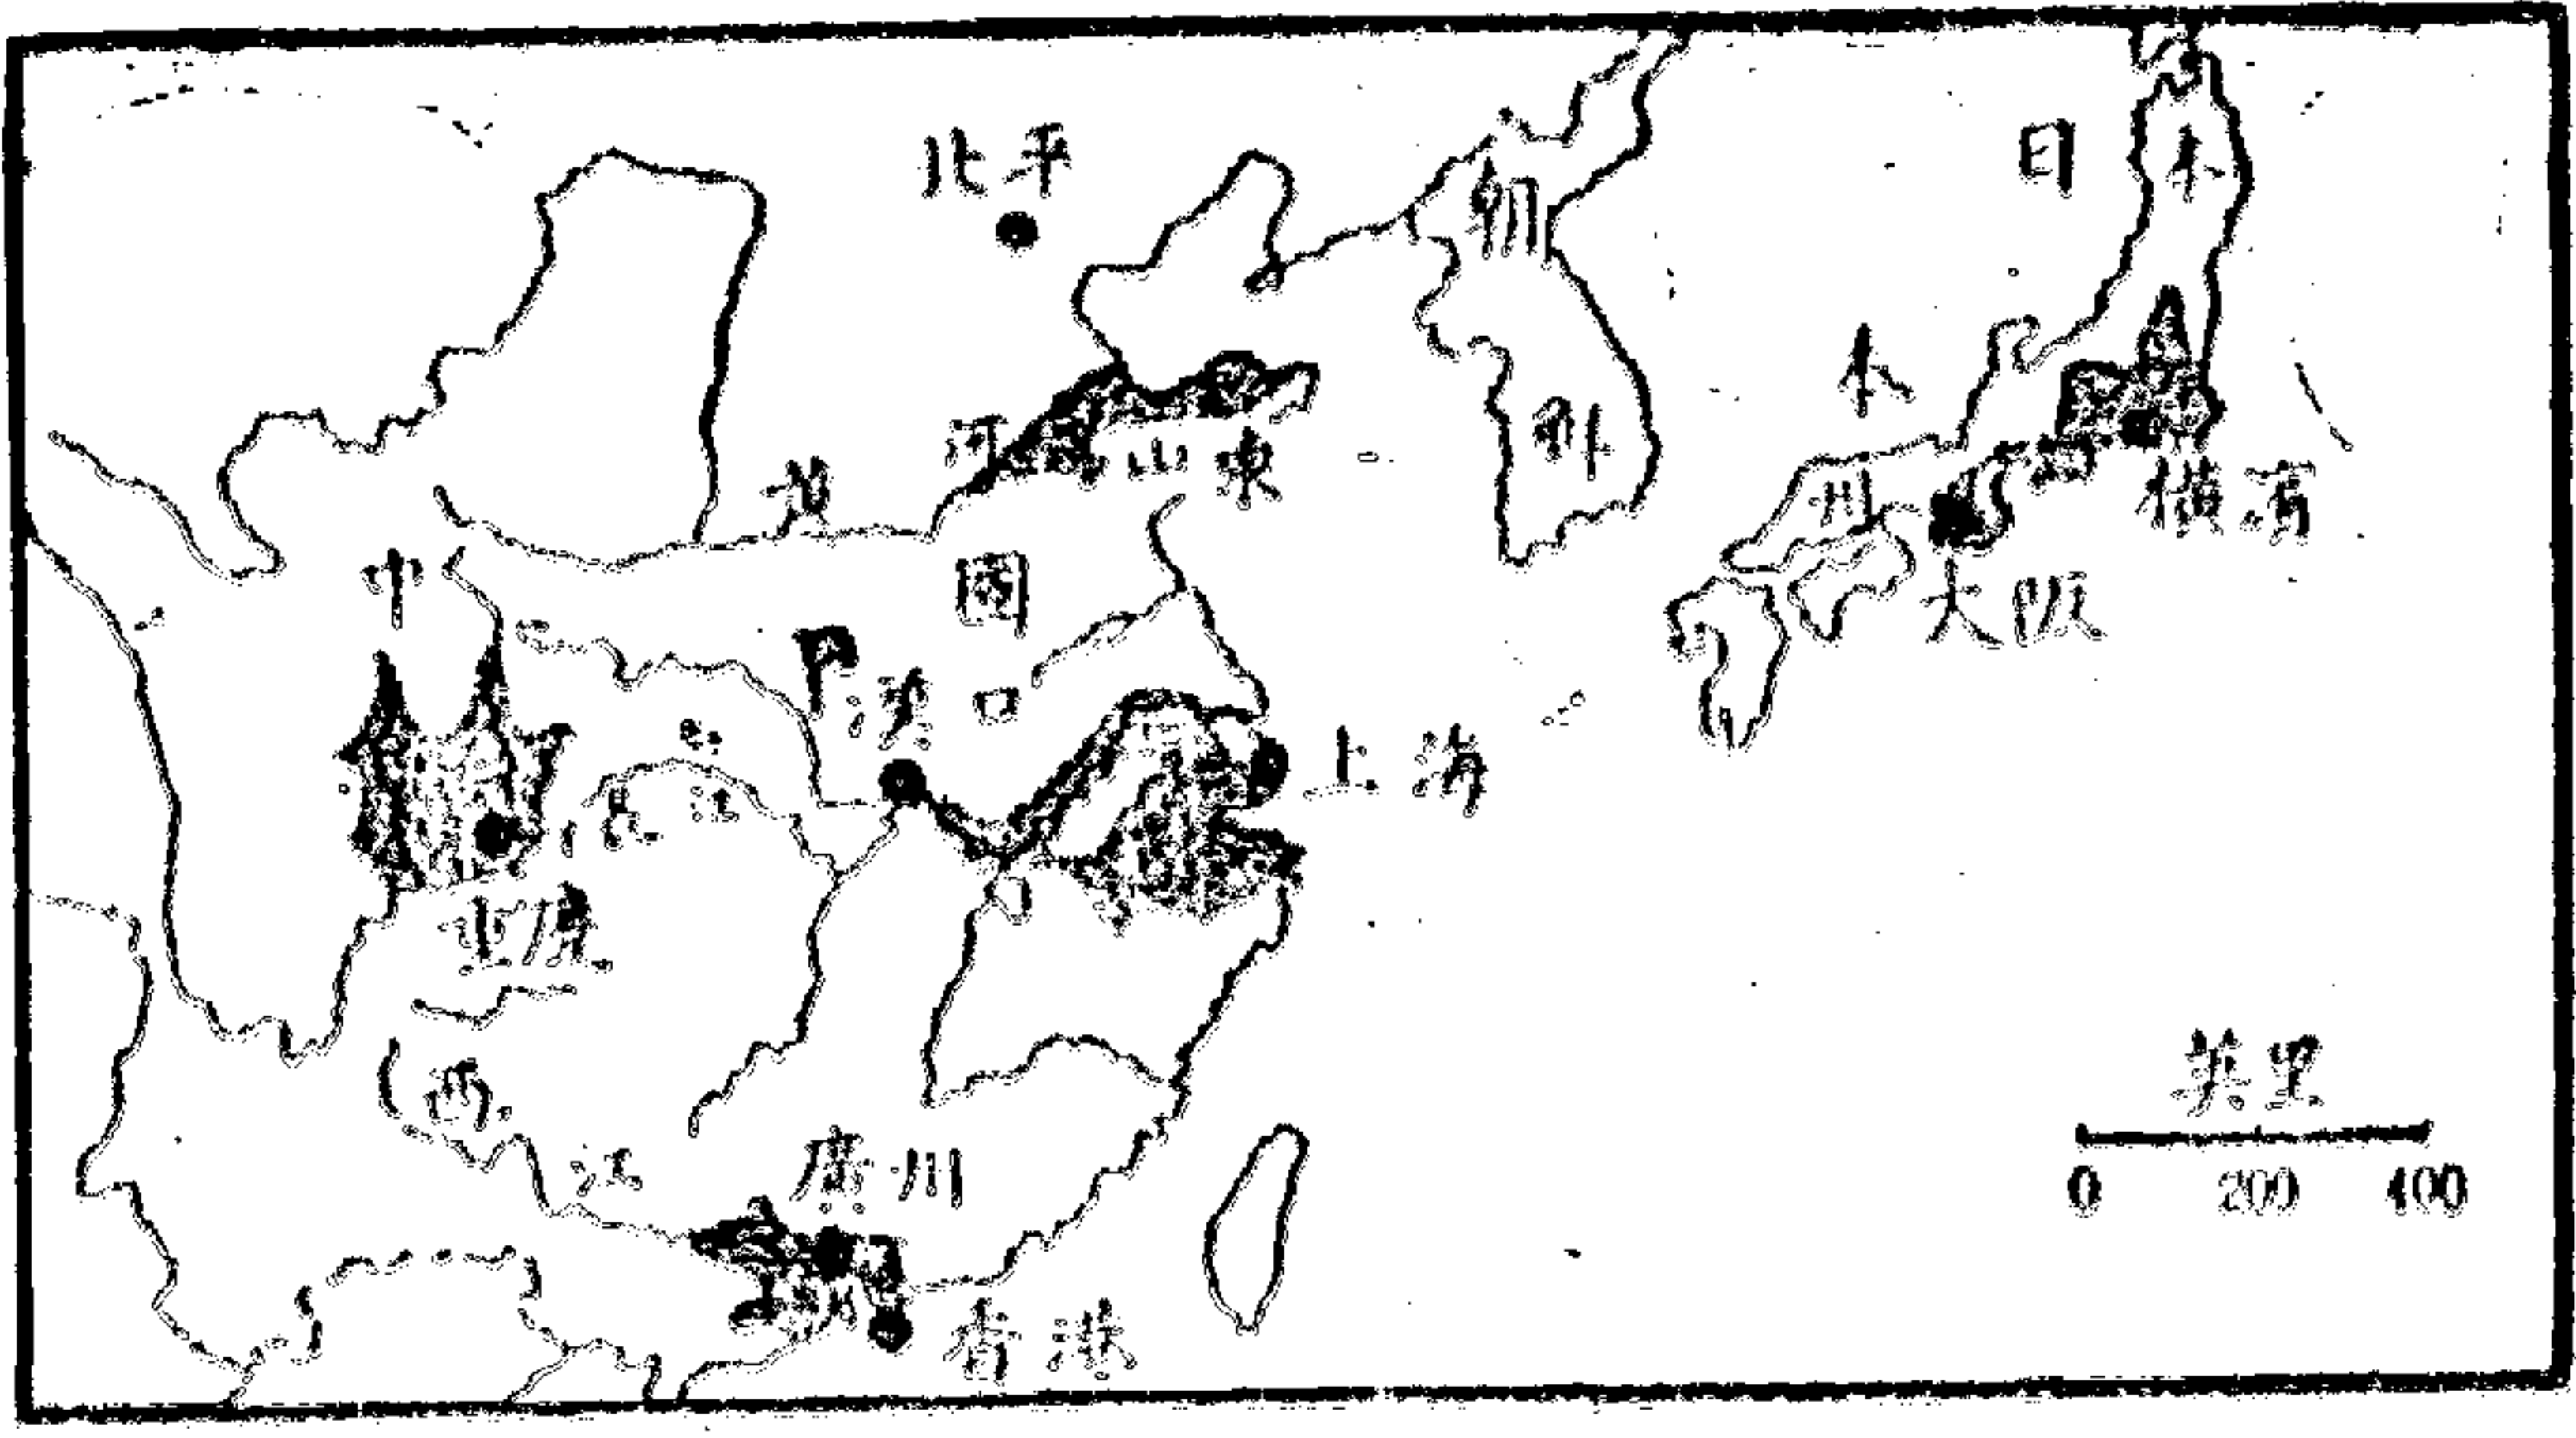 北平
日本
朝鮮
本州
黃河
山東
橫濱
中國
大阪
漢口
上海
長江
重慶
西江
廣州
香港
英里
0 200 400